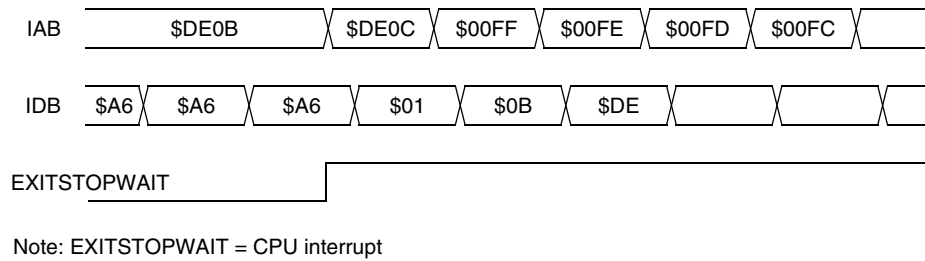 IAB $DE0B $DE0C $00FF $00FE $00FD $00FC
IDB $A6 $A6 $A6 $01 $0B $DE
EXITSTOPWAIT
Note: EXITSTOPWAIT = CPU interrupt